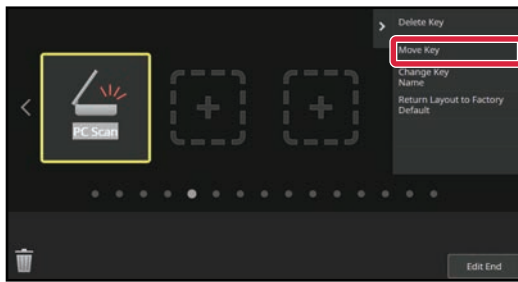 Delete Key
Move Key
Change Key
Name
Return Layout to Factory
Default
PC Scan
Edit End